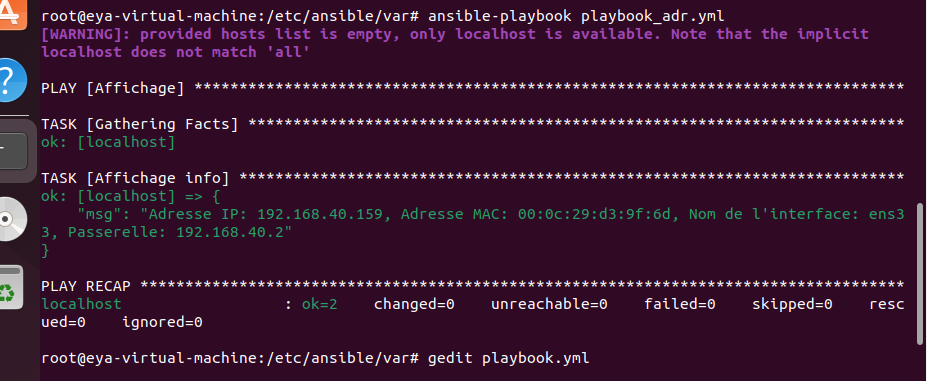 root@eya-virtual-machine:/etc/ansible/var# ansible-playbook playbook_adr.yml
[WARNING]: provided hosts list is empty, only localhost is available. Note that the implicit
localhost does not match 'all'
PLAY [Affichage] *******************************************************************************
TASK [Gathering Facts] *************************************************************************
ok: [localhost]
TASK [Affichage info] **************************************************************************
ok: [localhost] => {
    "msg": "Adresse IP: 192.168.40.159, Adresse MAC: 00:0c:29:d3:9f:6d, Nom de l'interface: ens3
3, Passerelle: 192.168.40.2"
}
PLAY RECAP *************************************************************************************
localhost                  : ok=2    changed=0    unreachable=0    failed=0    skipped=0    resc
ued=0    ignored=0
root@eya-virtual-machine:/etc/ansible/var# gedit playbook.yml